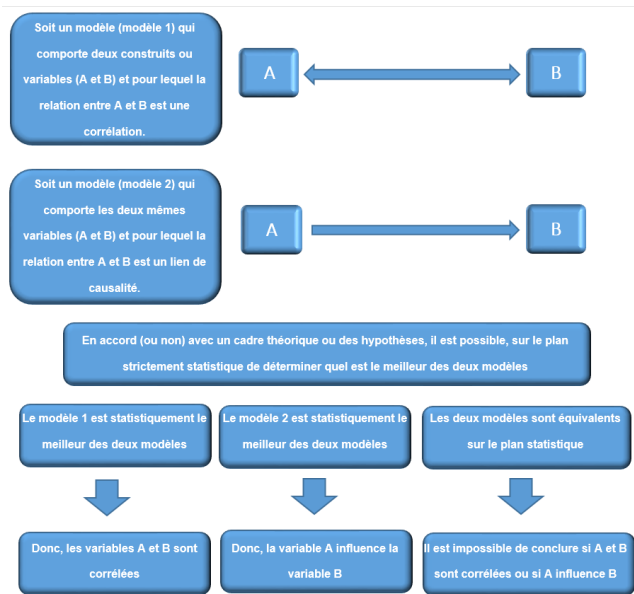 Soit un modèle (modèle 1) qui
comporte deux construits ou
variables (A et B) et pour lequel la
relation entre A et B est une
corrélation.
A
B
Soit un modèle (modèle 2) qui
comporte les deux mêmes
variables (A et B) et pour lequel la
relation entre A et B est un lien de
causalité.
A
B
En accord (ou non) avec un cadre théorique ou des hypothèses, il est possible, sur le plan
strictement statistique de déterminer quel est le meilleur des deux modèles
Le modèle 1 est statistiquement le
meilleur des deux modèles
Le modèle 2 est statistiquement le
meilleur des deux modèles
Les deux modèles sont équivalents
sur le plan statistique
Donc, les variables A et B sont
corrélées
Donc, la variable A influence la
variable B
Il est impossible de conclure si A et B
sont corrélées ou si A influence B